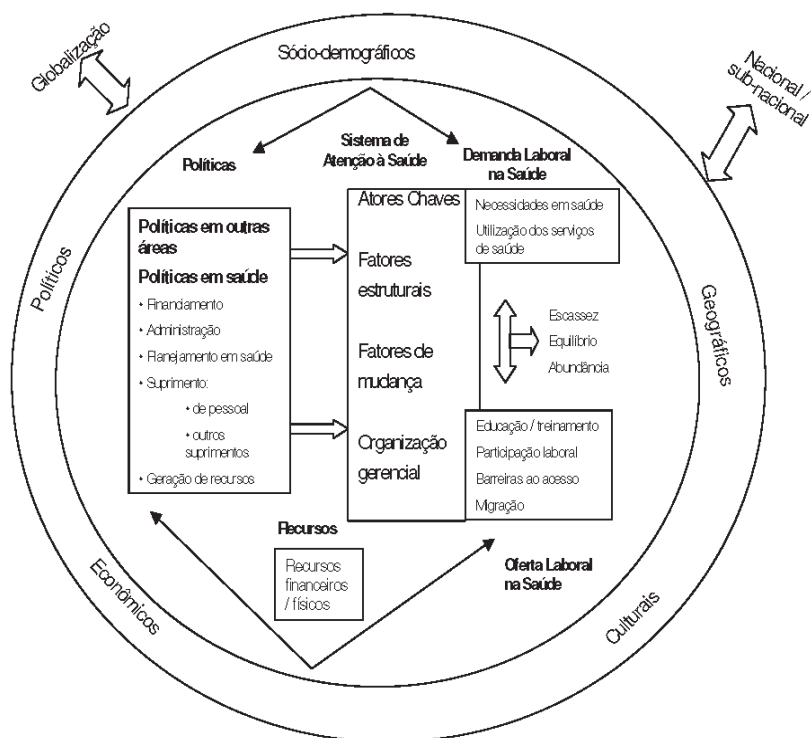 Globalização
Sócio-demográficos
Nacional /
sub-nacional
Políticos
Geográficos
Econômicos
Culturais
Políticas
Sistema de
Atenção à Saúde
Demanda Laboral
na Saúde
Políticas em outras
áreas
Políticas em saúde
• Financiamento
• Administração
• Planejamento em saúde
• Suprimento:
• de pessoal
• outros
suprimentos
• Geração de recursos
Atores Chaves
Fatores
estruturais
Fatores de
mudança
Organização
gerencial
Necessidades em saúde
Utilização dos serviços
de saúde
Escassez
Equilíbrio
Abundância
Educação / treinamento
Participação laboral
Barreiras ao acesso
Migração
Recursos
Recursos
financeiros
/ físicos
Oferta Laboral
na Saúde